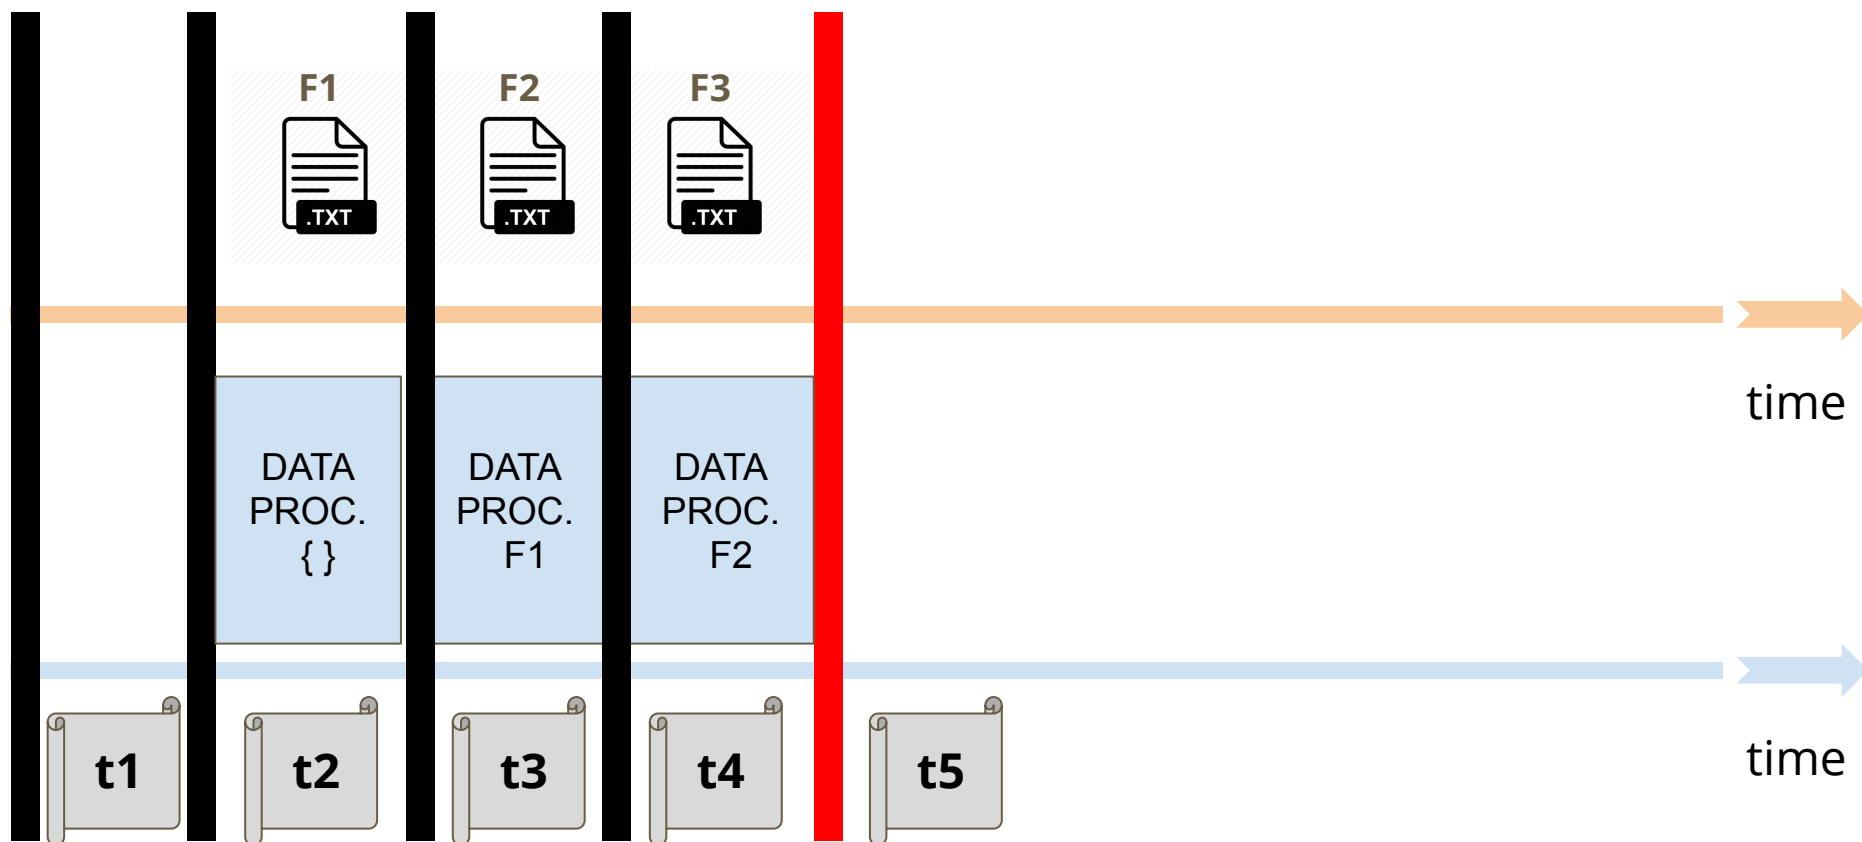 F1
F2
F3
.TXT
.TXT
.TXT
time
DATA
PROC.
{ }
DATA
PROC.
F1
DATA
PROC.
F2
time
t1
t2
t3
t4
t5